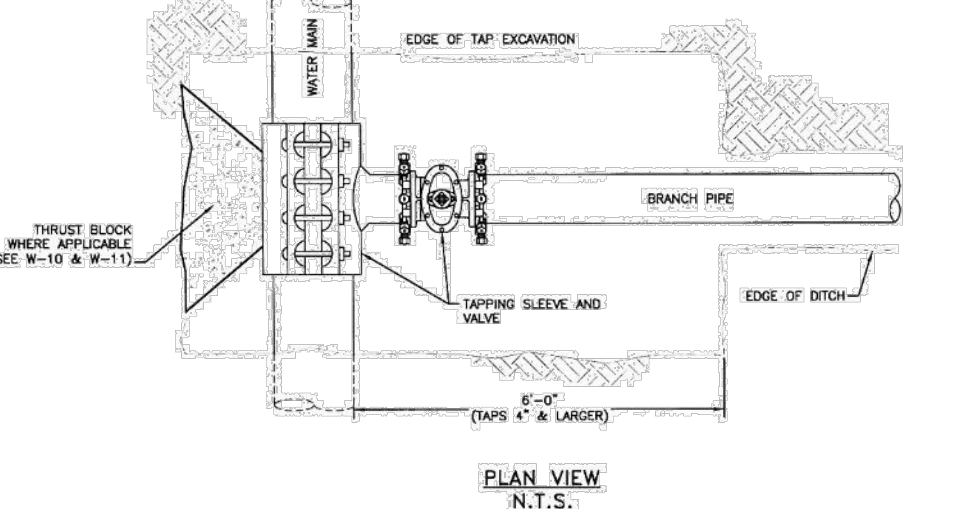 WATER MAIN
EDGE OF TAP EXCAVATION
BRANCH PIPE
THRUST BLOCK
WHERE APPLICABLE
SEE W-10 & W-11)
EDGE OF DITCH
TAPPING SLEEVE AND
VALVE
6'-0"
(TAPS 4" & LARGER)
PLAN VIEW
N.T.S.